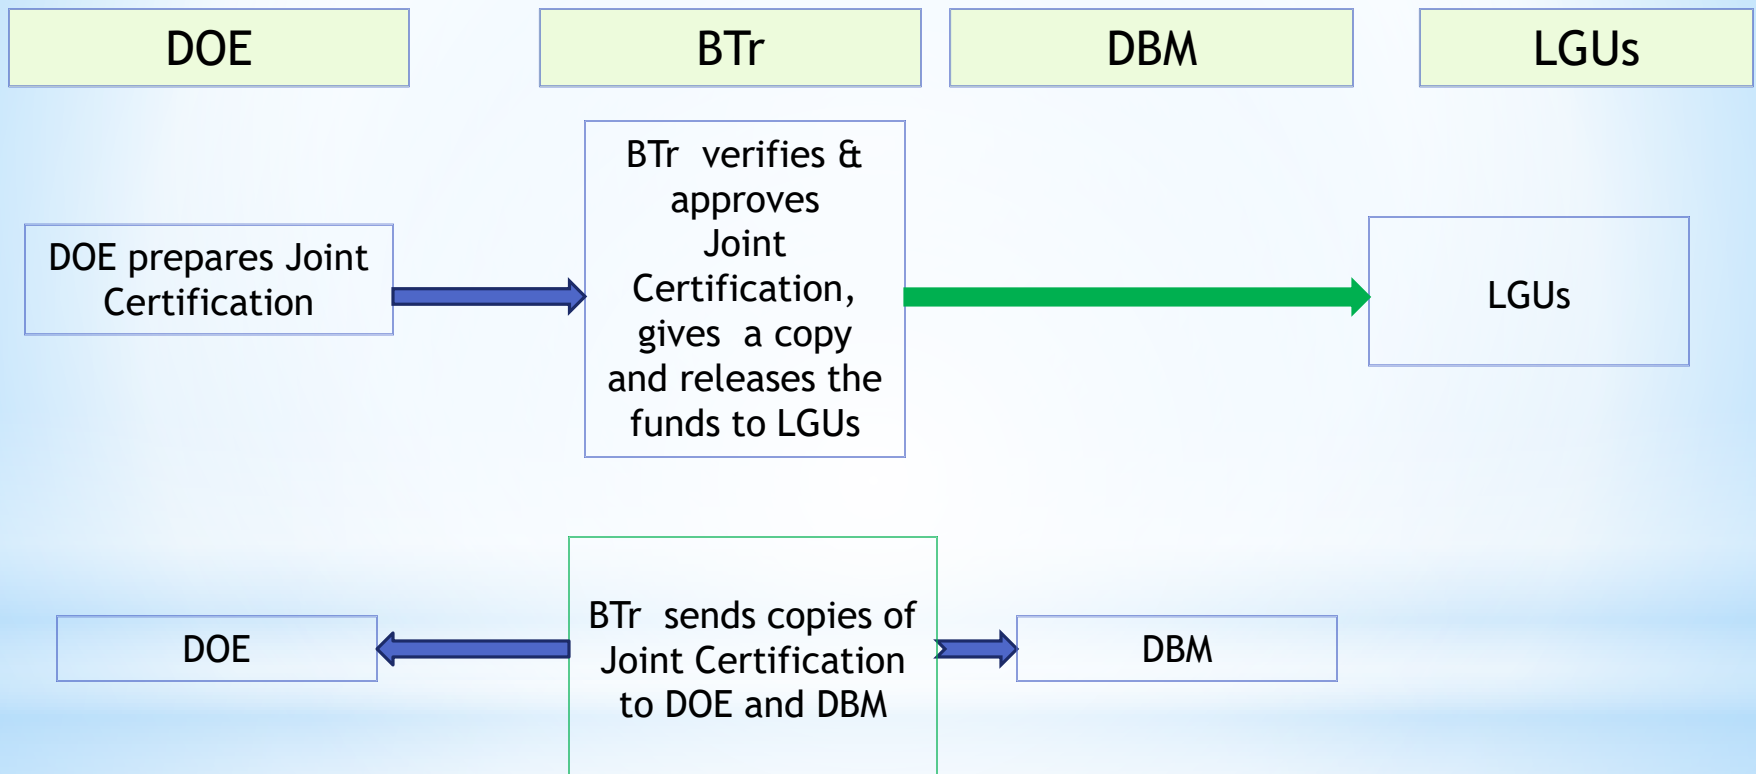 DOE
BTr
DBM
LGUs
DOE prepares Joint
Certification
BTr verifies &
approves
Joint
Certification,
gives a copy
and releases the
funds to LGUs
LGUs
DOE
BTr sends copies of
Joint Certification
to DOE and DBM
DBM